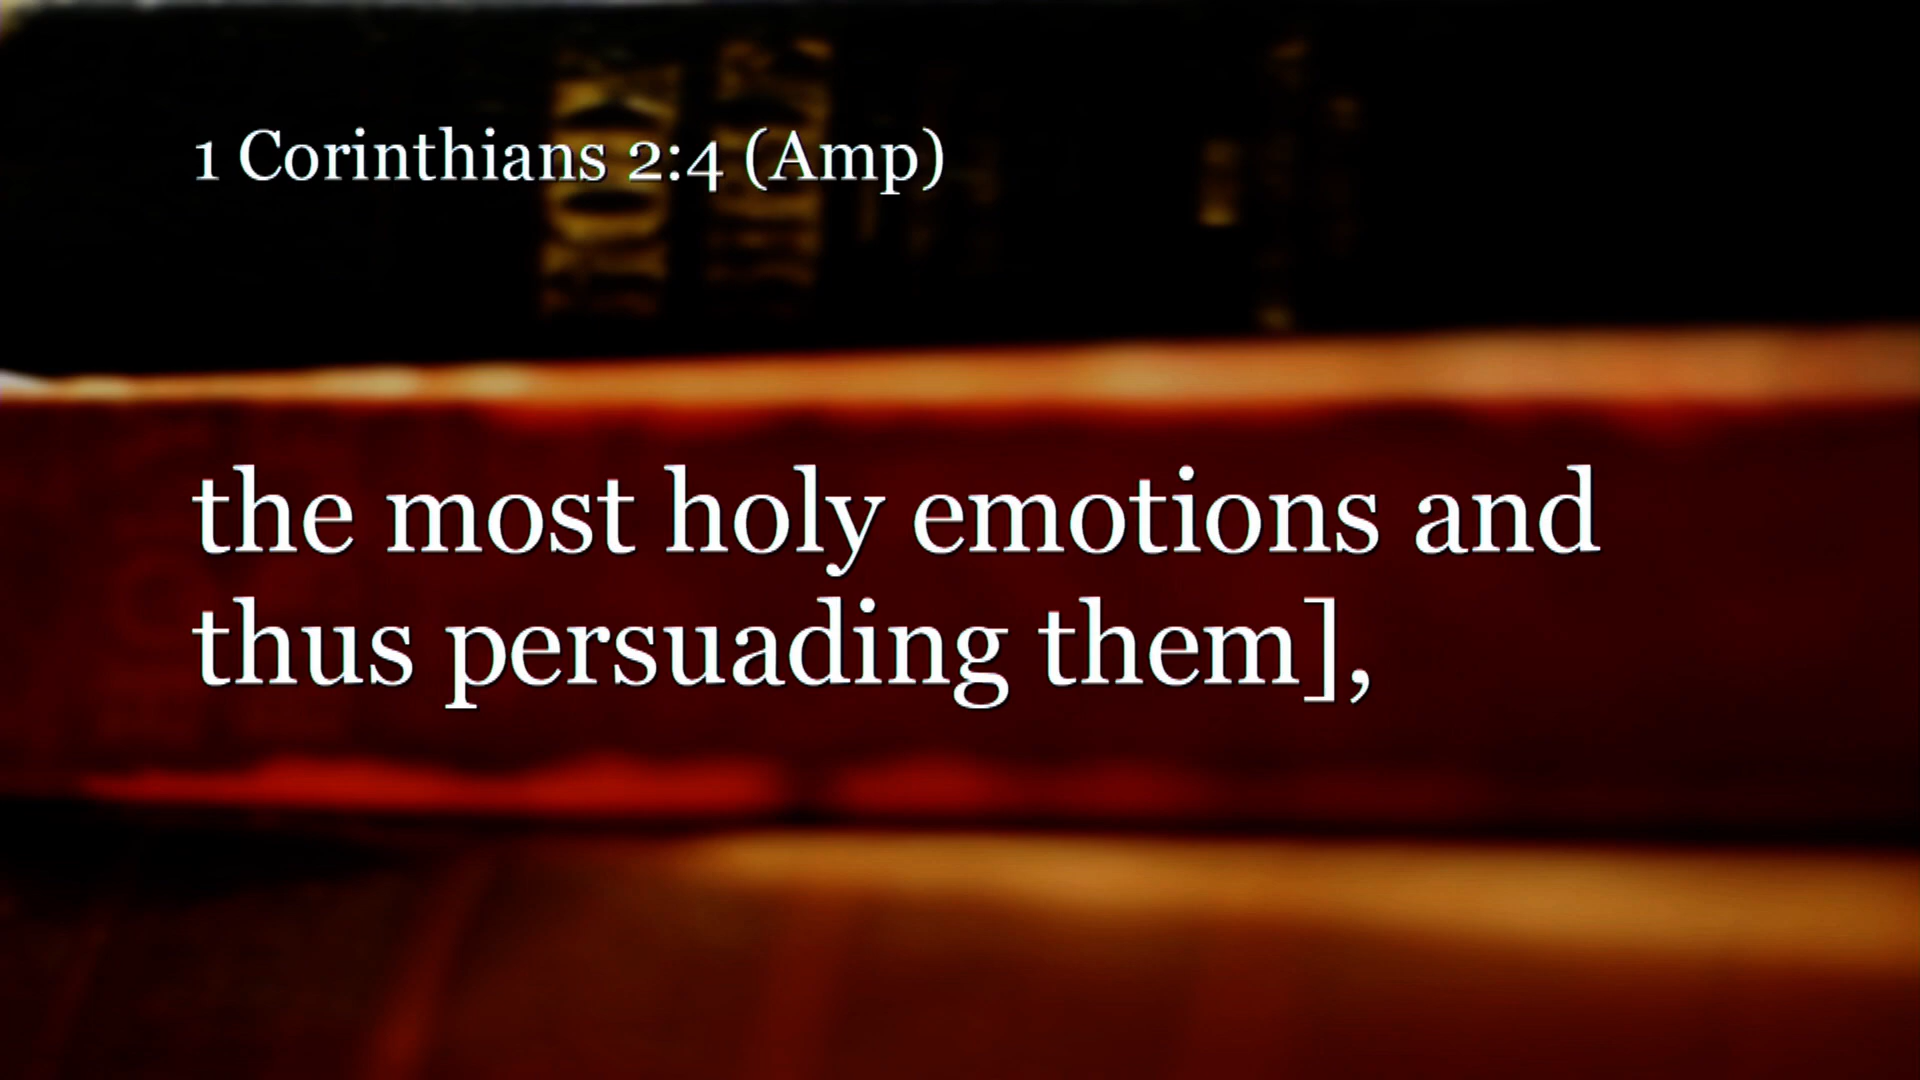 1 Corinthians 2:4 (Amp)
the most holy emotions and
thus persuading them],